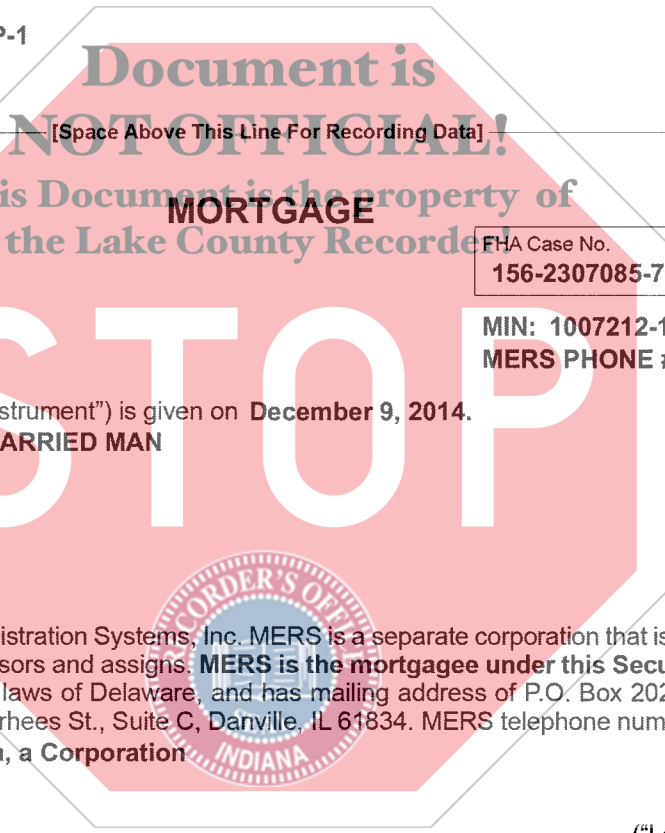 P-1
Document is
[Space Above This Line For Recording Data]
NOT OFFICIAL!
is Document is the property of
MORTGAGE
the Lake County Recorder!
FHA Case No.
156-2307085-7
MIN: 1007212-1
MERS PHONE #
STOP
strument") is given on December 9, 2014.
ARRIED MAN
RECORDER'S OFFICE
istration Systems, Inc. MERS is a separate corporation that is
sors and assigns. MERS is the mortgagee under this Secu
laws of Delaware, and has mailing address of P.O. Box 202
rhees St., Suite C, Danville, IL 61834. MERS telephone num
, a Corporation
INDIANA